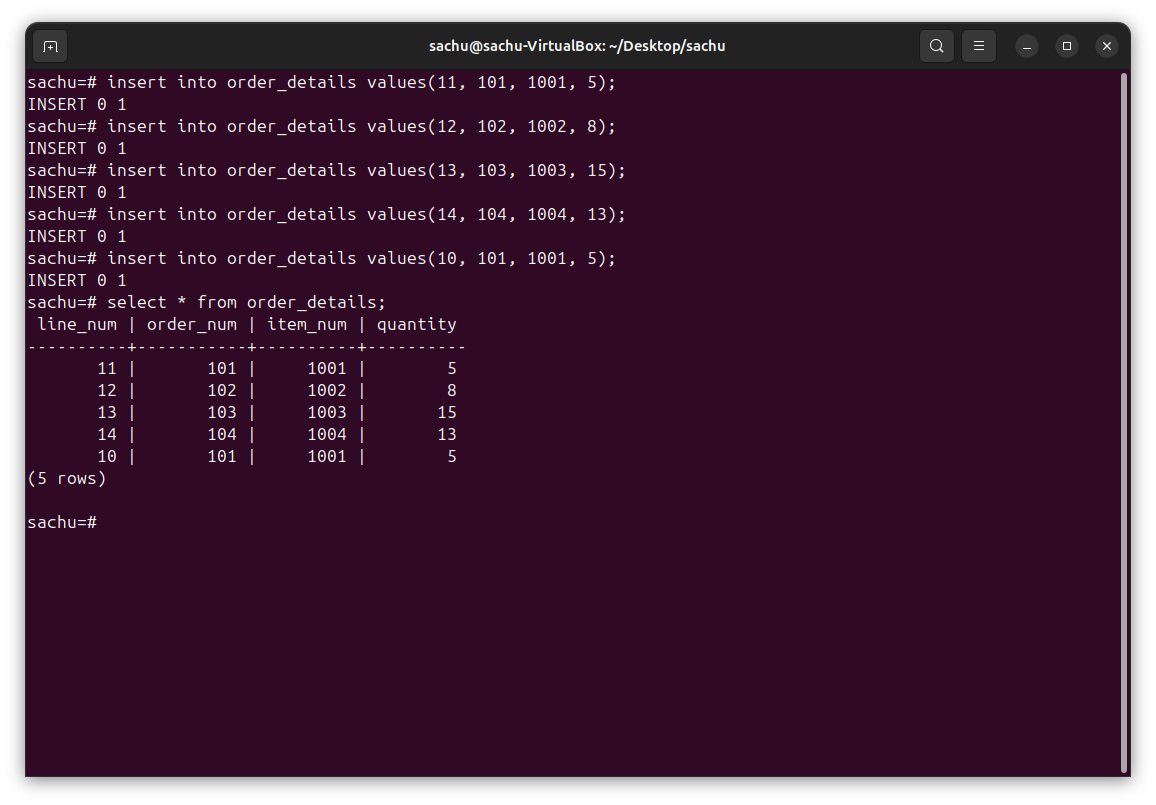 sachu@sachu-VirtualBox: ~/Desktop/sachu
sachu=# insert into order_details values(11, 101, 1001, 5);
INSERT 0 1
sachu=# insert into order_details values(12, 102, 1002, 8);
INSERT 0 1
sachu=# insert into order_details values(13, 103, 1003, 15);
INSERT 0 1
sachu=# insert into order_details values(14, 104, 1004, 13);
INSERT 0 1
sachu=# insert into order_details values(10, 101, 1001, 5);
INSERT 0 1
sachu=# select * from order_details;
 line_num | order_num | item_num | quantity
----------+-----------+----------+----------
       11 |       101 |     1001 |        5
       12 |       102 |     1002 |        8
       13 |       103 |     1003 |       15
       14 |       104 |     1004 |       13
       10 |       101 |     1001 |        5
(5 rows)
sachu=#